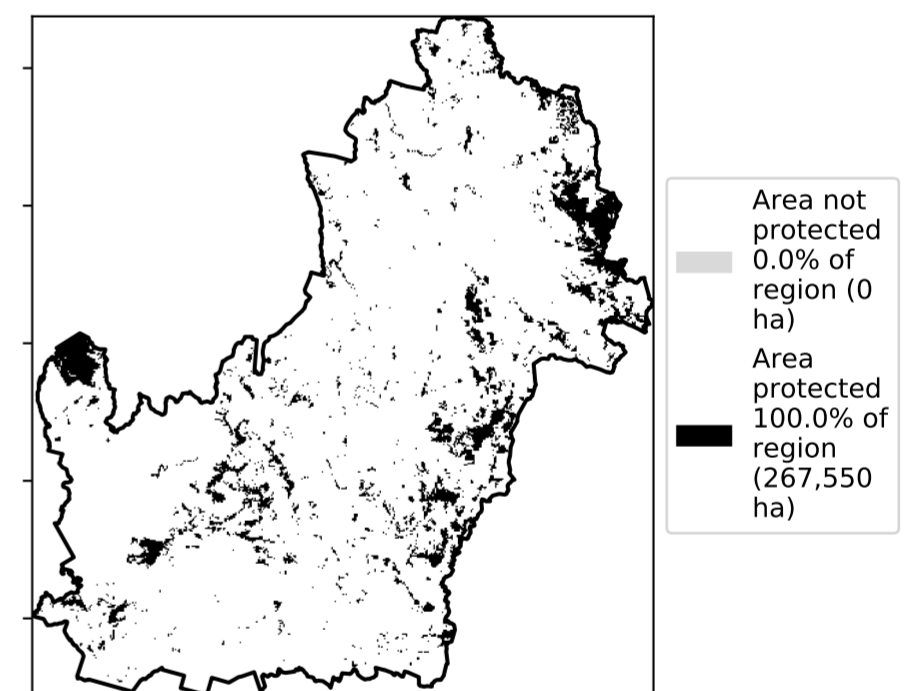 Area not
protected
0.0% of
region (0
ha)
Area
protected
100.0% of
region
(267,550
ha)